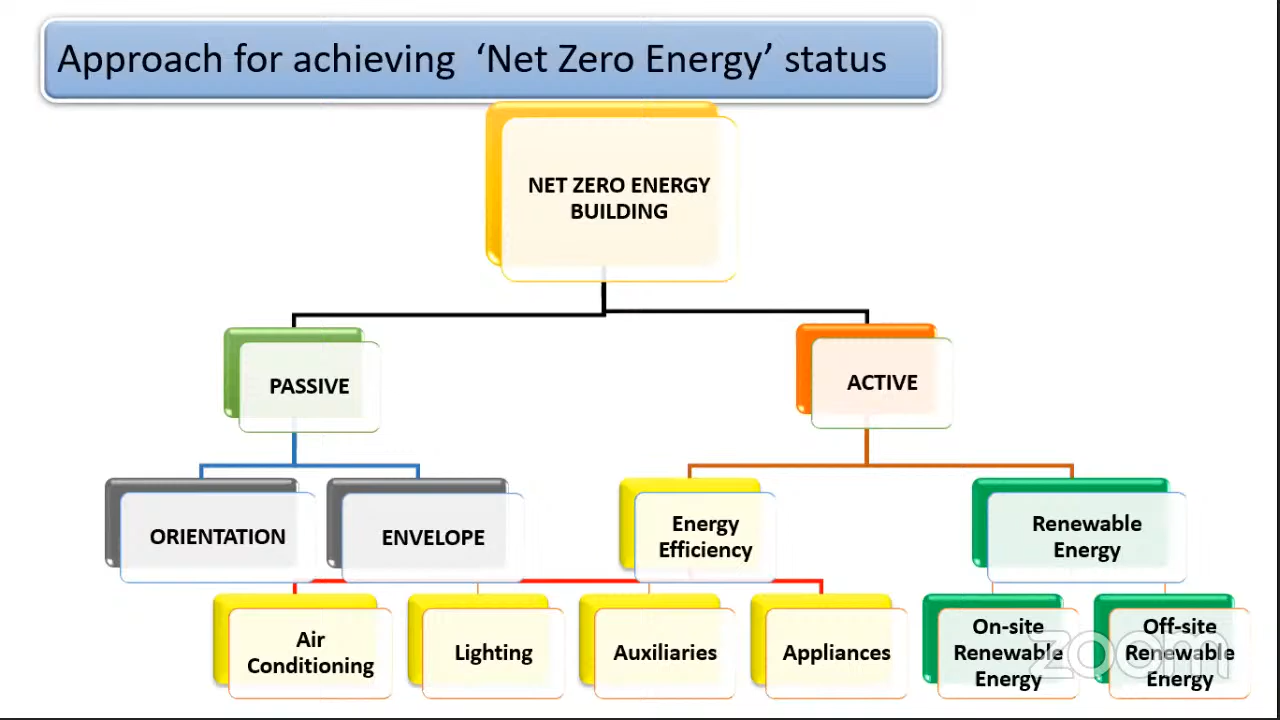 Approach for achieving ‘Net Zero Energy’ status
NET ZERO ENERGY
BUILDING
PASSIVE
ACTIVE
ORIENTATION
ENVELOPE
Energy
Efficiency
Renewable
Energy
Air
Conditioning
Lighting
Auxiliaries
Appliances
On-site
Renewable
Energy
Off-site
Renewable
Energy
zoom